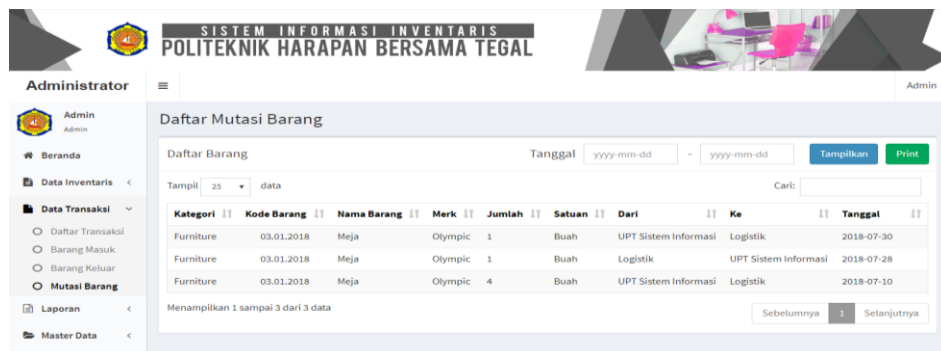 SISTEM INFORMASI INVENTARIS
POLITEKNIK HARAPAN BERSAMA TEGAL
Administrator
Admin
Admin
Admin
Beranda
Data Inventaris
Data Transaksi
Daftar Transaksi
Barang Masuk
Barang Keluar
Mutasi Barang
Laporan
Master Data
Daftar Mutasi Barang
Daftar Barang Tanggal yyyy-mm-dd - yyyy-mm-dd Tampilkan Print
Tampil 25 data Cari:
Kategori Kode Barang Nama Barang Merk Jumlah Satuan Dari Ke Tanggal
Furniture 03.01.2018 Meja Olympic 1 Buah UPT Sistem Informasi Logistik 2018-07-30
Furniture 03.01.2018 Meja Olympic 1 Buah Logistik UPT Sistem Informasi 2018-07-28
Furniture 03.01.2018 Meja Olympic 4 Buah UPT Sistem Informasi Logistik 2018-07-10
Menampilkan 1 sampai 3 dari 3 data
Sebelumnya 1 Selanjutnya